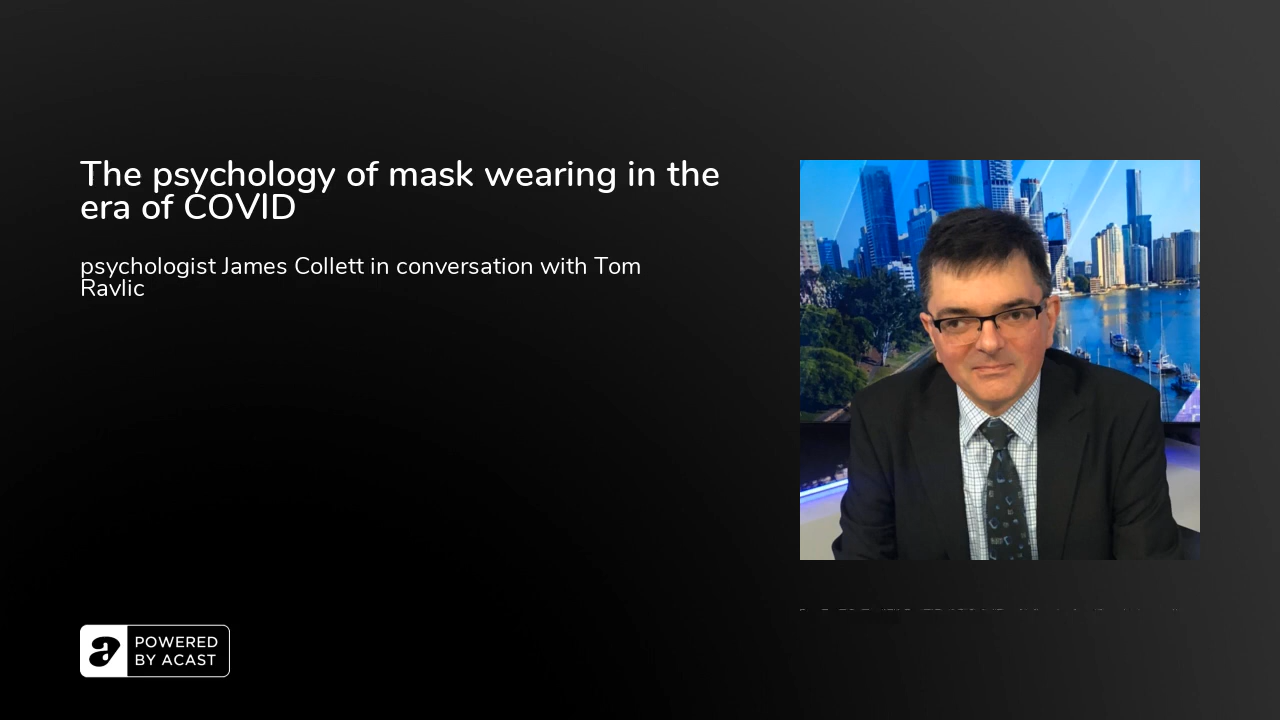 The psychology of mask wearing in the
era of COVID
psychologist James Collett in conversation with Tom
Ravlic
a POWERED
BY ACAST